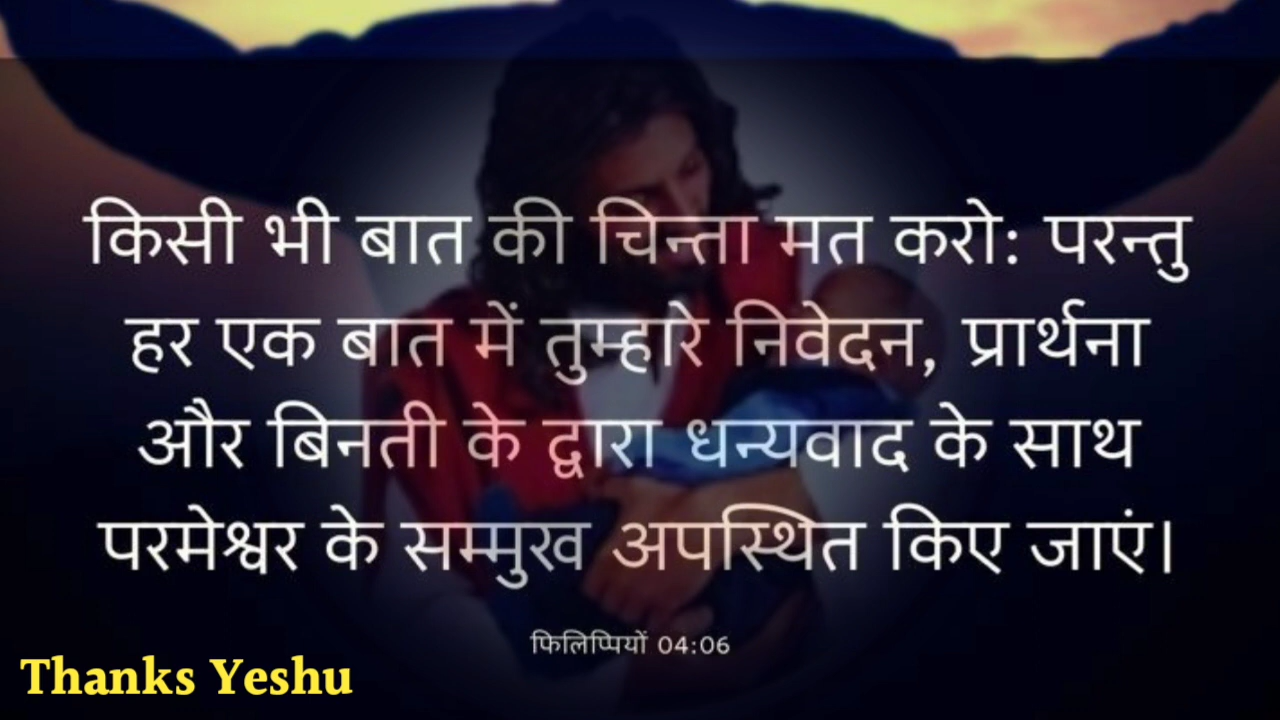 किसी भी बात की चिन्ता मत करो: परन्तु
हर एक बात में तुम्हारे निवेदन, प्रार्थना
और बिनती के द्वारा धन्यवाद के साथ
परमेश्वर के सम्मुख अपस्थित किए जाएं।
फिलिप्पियों 04:06
Thanks Yeshu